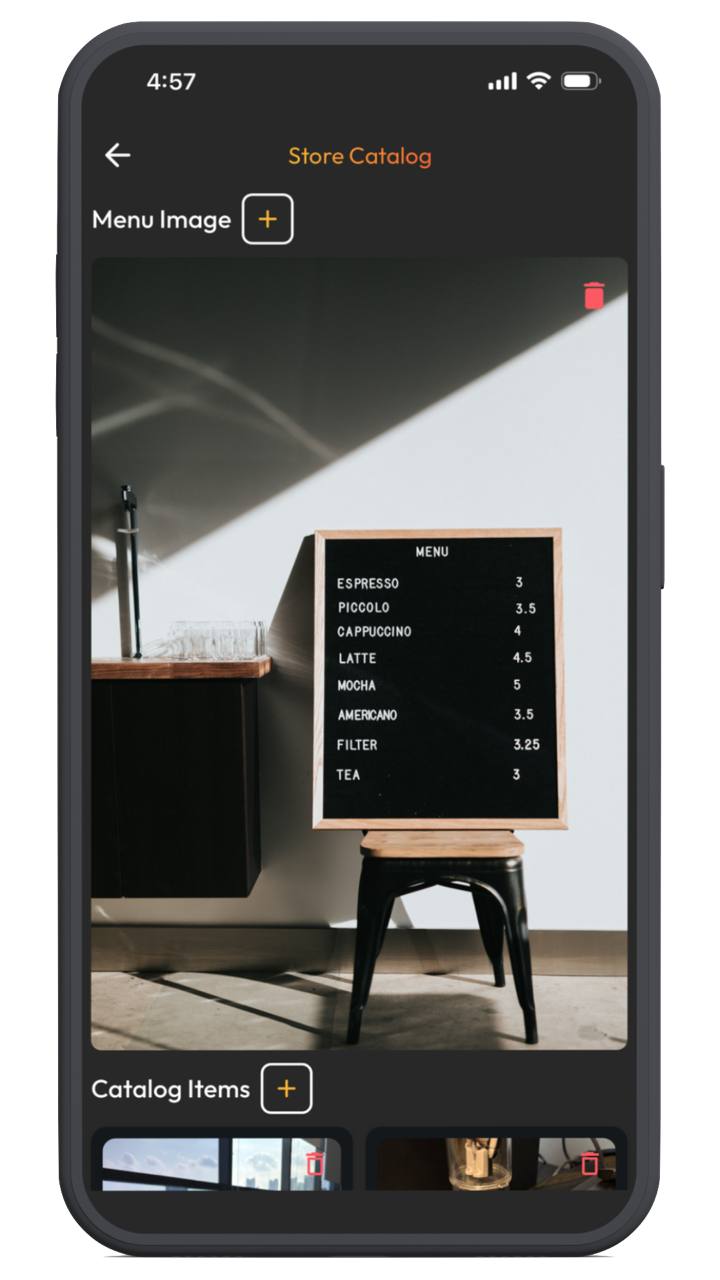 4:57
Store Catalog
Menu Image
MENU
ESPRESSO 3
PICCOLO 3.5
CAPPUCCINO 4
LATTE 4.5
MOCHA 5
AMERICANO 3.5
FILTER 3.25
TEA 3
Catalog Items